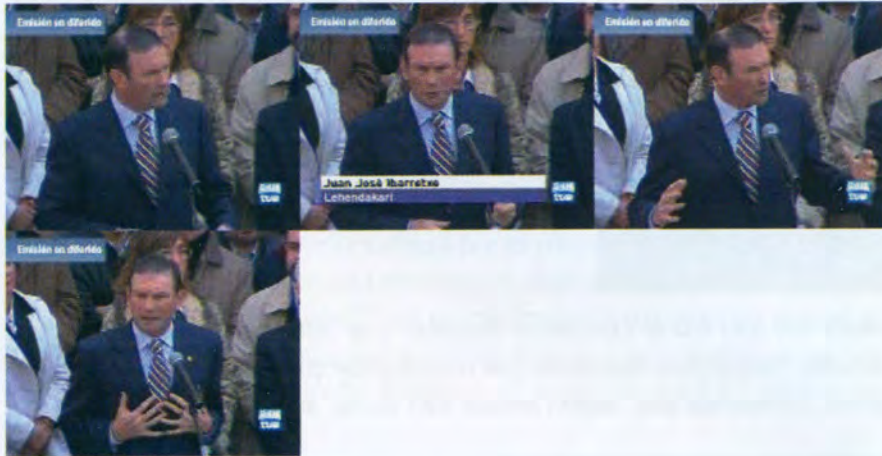 Emisión en diferido
Emisión en diferido
Emisión en diferido
Juan José Ibarretxe
Lehendakari
Emisión en diferido